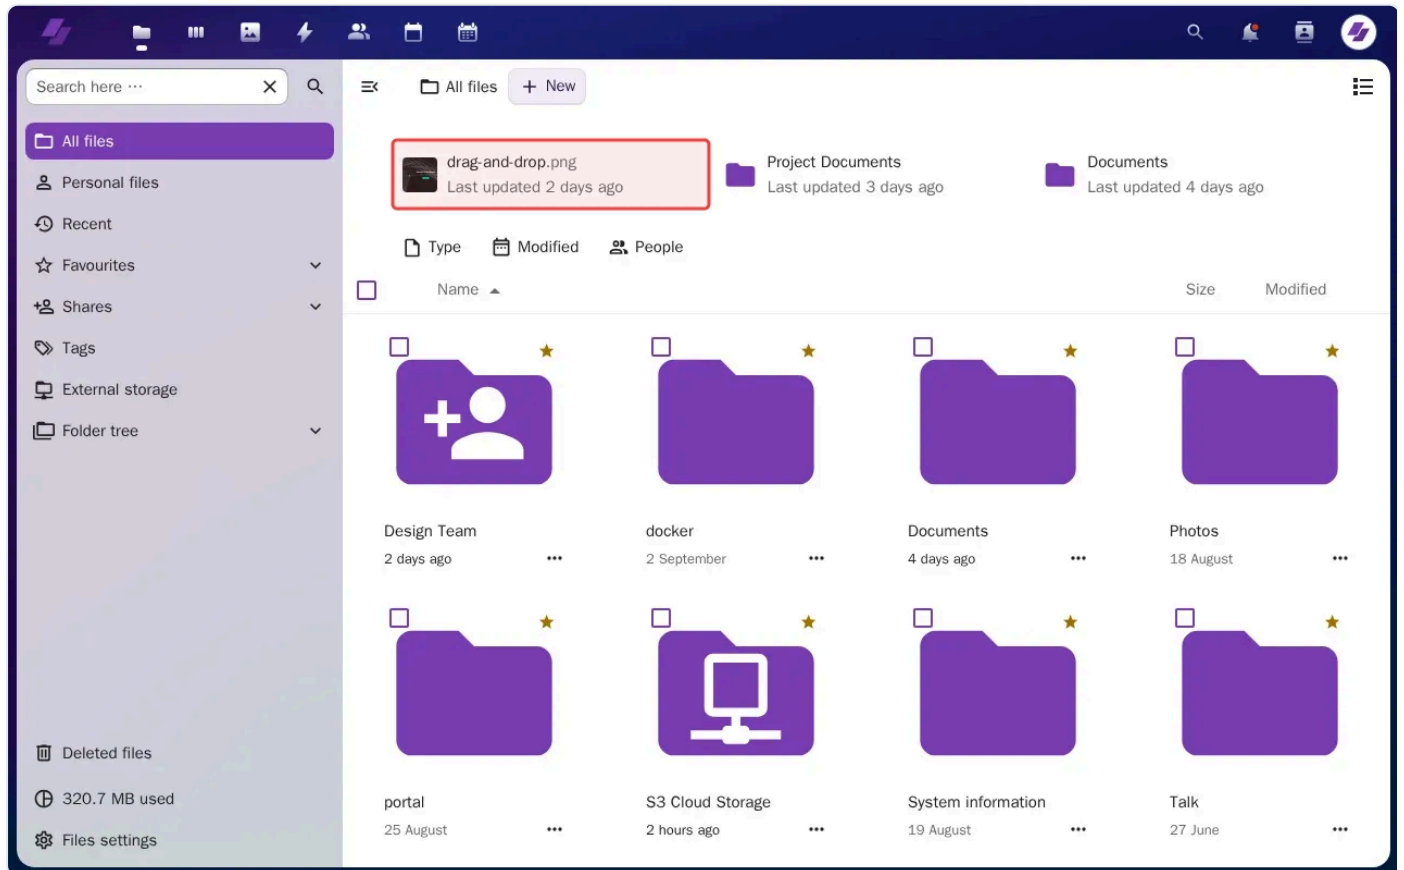 Search here ···
All files
New
All files
Personal files
Recent
Favourites
Shares
Tags
External storage
Folder tree
Deleted files
320.7 MB used
Files settings
drag-and-drop.png
Last updated 2 days ago
Project Documents
Last updated 3 days ago
Documents
Last updated 4 days ago
Type
Modified
People
Name
Size
Modified
Design Team
2 days ago
docker
2 September
Documents
4 days ago
Photos
18 August
portal
25 August
S3 Cloud Storage
2 hours ago
System information
19 August
Talk
27 June